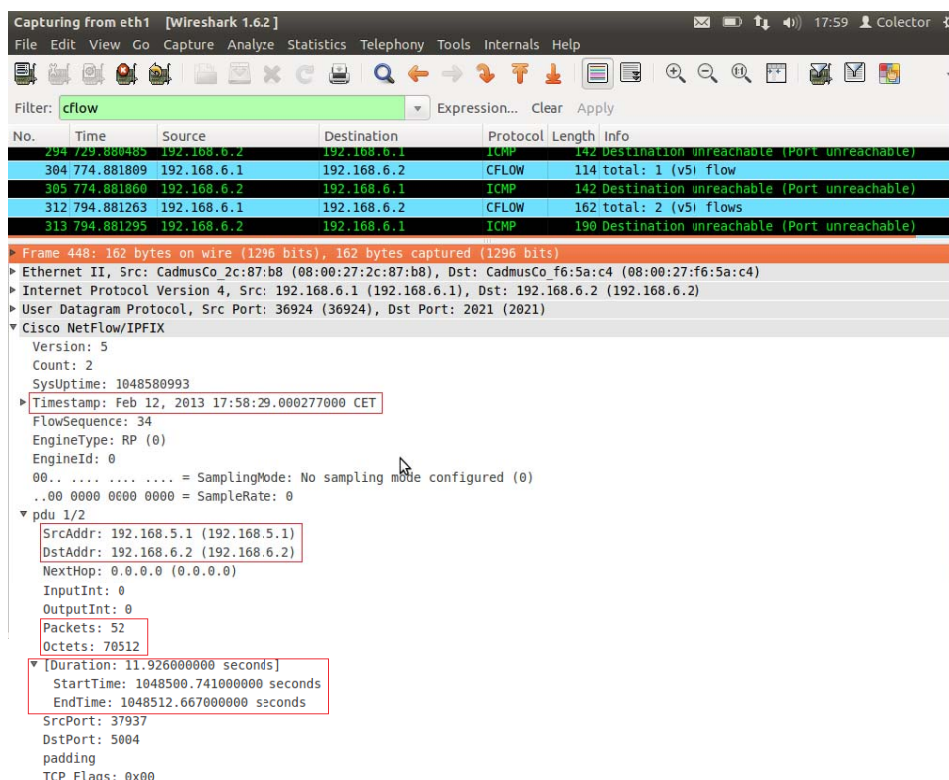 Capturing from eth1 [Wireshark 1.6.2] 17:59 Colector
File Edit View Go Capture Analyze Statistics Telephony Tools Internals Help
Filter: cflow Expression... Clear Apply
No. Time Source Destination Protocol Length Info
294 729.880485 192.168.6.2 192.168.6.1 ICMP 142 Destination unreachable (Port unreachable)
304 774.881809 192.168.6.1 192.168.6.2 CFLOW 114 total: 1 (v5) flow
305 774.881860 192.168.6.2 192.168.6.1 ICMP 142 Destination unreachable (Port unreachable)
312 794.881263 192.168.6.1 192.168.6.2 CFLOW 162 total: 2 (v5) flows
313 794.881295 192.168.6.2 192.168.6.1 ICMP 190 Destination unreachable (Port unreachable)
Frame 448: 162 bytes on wire (1296 bits), 162 bytes captured (1296 bits)
Ethernet II, Src: CadmusCo_2c:87:b8 (08:00:27:2c:87:b8), Dst: CadmusCo_f6:5a:c4 (08:00:27:f6:5a:c4)
Internet Protocol Version 4, Src: 192.168.6.1 (192.168.6.1), Dst: 192.168.6.2 (192.168.6.2)
User Datagram Protocol, Src Port: 36924 (36924), Dst Port: 2021 (2021)
Cisco NetFlow/IPFIX
Version: 5
Count: 2
SysUptime: 1048580993
Timestamp: Feb 12, 2013 17:58:29.000277000 CET
FlowSequence: 34
EngineType: RP (0)
EngineId: 0
00.. .... .... .... = SamplingMode: No sampling mode configured (0)
..00 0000 0000 0000 = SampleRate: 0
pdu 1/2
SrcAddr: 192.168.5.1 (192.168.5.1)
DstAddr: 192.168.6.2 (192.168.6.2)
NextHop: 0.0.0.0 (0.0.0.0)
InputInt: 0
OutputInt: 0
Packets: 52
Octets: 70512
[Duration: 11.926000000 seconds]
StartTime: 1048500.741000000 seconds
EndTime: 1048512.667000000 seconds
SrcPort: 37937
DstPort: 5004
padding
TCP Flags: 0x00